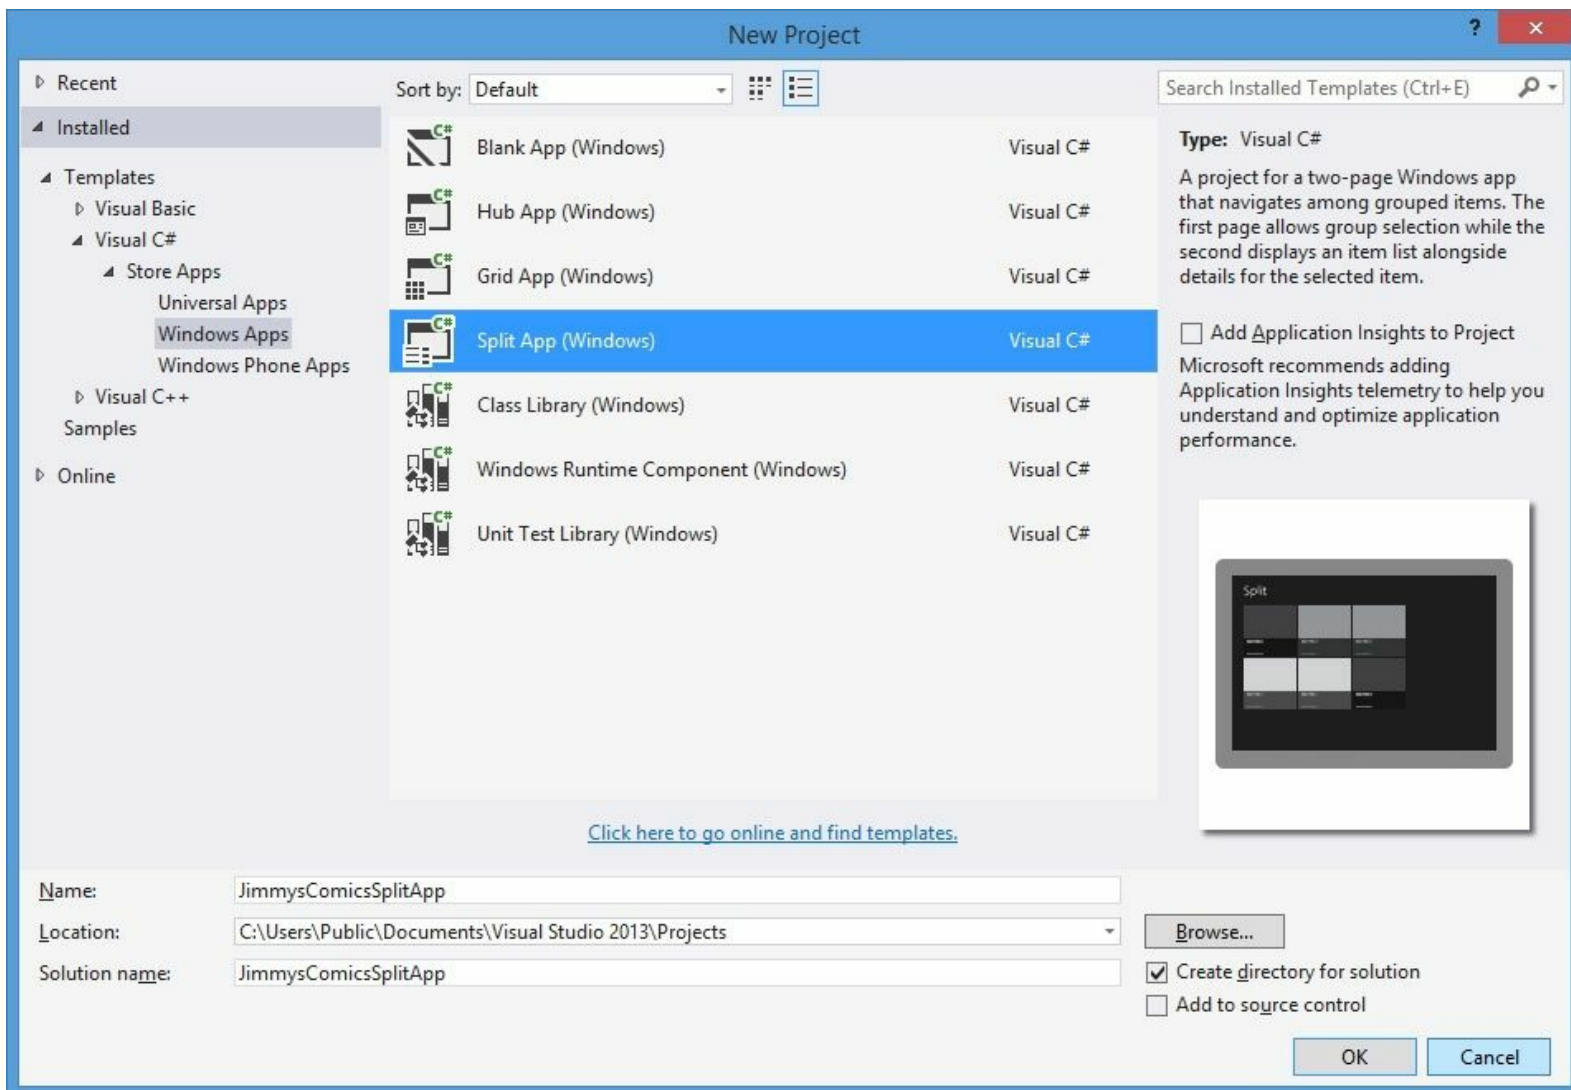 New Project
?
Recent
Installed
Templates
Visual Basic
Visual C#
Store Apps
Universal Apps
Windows Apps
Windows Phone Apps
Visual C++
Samples
Online
Sort by: Default
Blank App (Windows) Visual C#
Hub App (Windows) Visual C#
Grid App (Windows) Visual C#
Split App (Windows) Visual C#
Class Library (Windows) Visual C#
Windows Runtime Component (Windows) Visual C#
Unit Test Library (Windows) Visual C#
Click here to go online and find templates.
Search Installed Templates (Ctrl+E)
Type: Visual C#
A project for a two-page Windows app
that navigates among grouped items. The
first page allows group selection while the
second displays an item list alongside
details for the selected item.
Add Application Insights to Project
Microsoft recommends adding
Application Insights telemetry to help you
understand and optimize application
performance.
Split
Name: JimmysComicsSplitApp
Location: C:\Users\Public\Documents\Visual Studio 2013\Projects
Browse...
Solution name: JimmysComicsSplitApp
Create directory for solution
Add to source control
OK Cancel